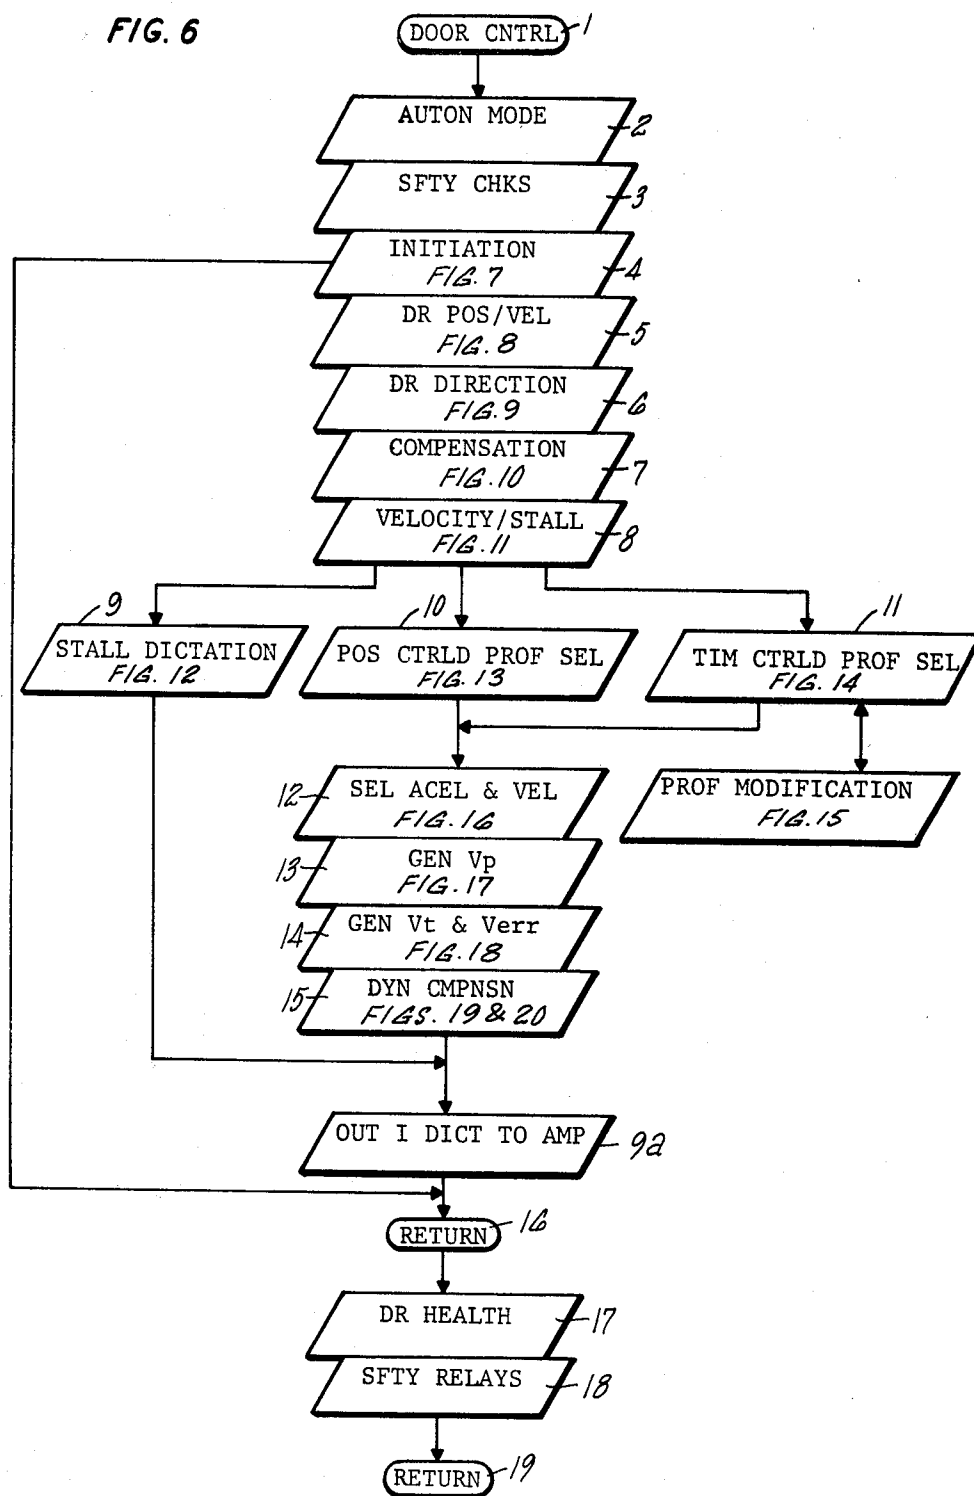 FIG. 6
DOOR CNTRL 1
AUTON MODE 2
SFTY CHKS 3
INITIATION
FIG. 7 4
DR POS/VEL
FIG. 8 5
DR DIRECTION
FIG. 9 6
COMPENSATION
FIG. 10 7
VELOCITY/STALL
FIG. 11 8
9
STALL DICTATION
FIG. 12
10
POS CTRLD PROF SEL
FIG. 13
11
TIM CTRLD PROF SEL
FIG. 14
PROF MODIFICATION
FIG. 15
12 SEL ACEL & VEL
FIG. 16
13 GEN Vp
FIG. 17
14 GEN Vt & Verr
FIG. 18
15 DYN CMPNSN
FIGS. 19 & 20
OUT I DICT TO AMP 9a
RETURN 16
DR HEALTH 17
SFTY RELAYS 18
RETURN 19